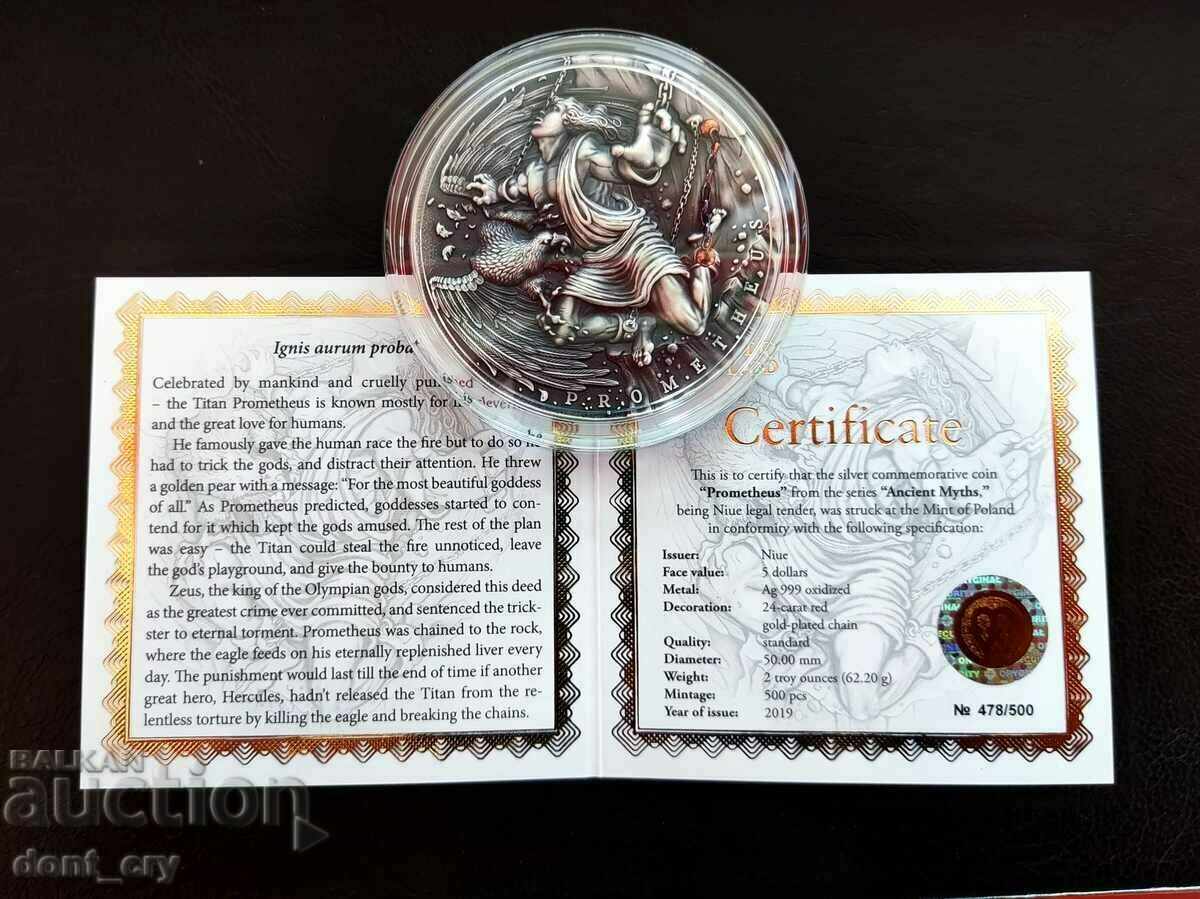 PROMETHEUS
Ignis aurum proba
Celebrated by mankind and cruelly punished
– the Titan Prometheus is known mostly for his
and the great love for humans.
He famously gave the human race the fire but to do so he
had to trick the gods, and distract their attention. He threw
a golden pear with a message: “For the most beautiful goddess
of all.” As Prometheus predicted, goddesses started to con-
tend for it which kept the gods amused. The rest of the plan
was easy – the Titan could steal the fire unnoticed, leave
the god’s playground, and give the bounty to humans.
Zeus, the king of the Olympian gods, considered this deed
as the greatest crime ever committed, and sentenced the trick-
ster to eternal torment. Prometheus was chained to the rock,
where the eagle feeds on his eternally replenished liver every
day. The punishment would last till the end of time if another
great hero, Hercules, hadn’t released the Titan from the re-
lentless torture by killing the eagle and breaking the chains.
Certificate
This is to certify that the silver commemorative coin
“Prometheus” from the series “Ancient Myths,”
being Niue legal tender, was struck at the Mint of Poland
in conformity with the following specification:
Issuer: Niue
Face value: 5 dollars
Metal: Ag 999 oxidized
Decoration: 24-carat red
gold-plated chain
Quality: standard
Diameter: 50.00 mm
Weight: 2 troy ounces (62.20 g)
Mintage: 500 pcs
Year of issue: 2019
№ 478/500
BALKAN
auction
dont_cry